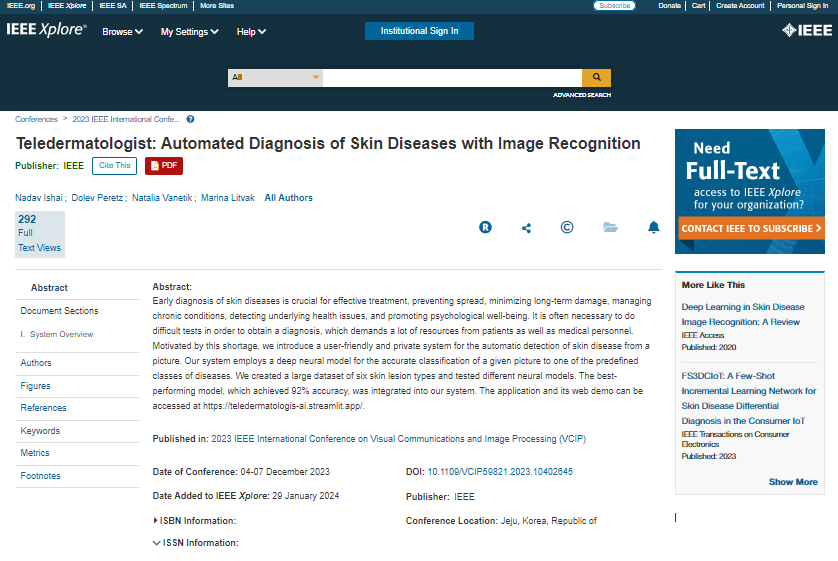 IEEE.org IEEE Xplore IEEE SA IEEE Spectrum More Sites Subscribe Donate Cart Create Account Personal Sign In
IEEE Xplore® Browse My Settings Help Institutional Sign In IEEE
All
ADVANCED SEARCH
Conferences > 2023 IEEE International Confe... ?
Teledermatologist: Automated Diagnosis of Skin Diseases with Image Recognition
Publisher: IEEE Cite This PDF
Nadav Ishai ; Dolev Peretz ; Natalia Vanetik ; Marina Litvak All Authors
292
Full
Text Views
R ©
Abstract
Document Sections
I. System Overview
Authors
Figures
References
Keywords
Metrics
Footnotes
Abstract:
Early diagnosis of skin diseases is crucial for effective treatment, preventing spread, minimizing long-term damage, managing
chronic conditions, detecting underlying health issues, and promoting psychological well-being. It is often necessary to do
difficult tests in order to obtain a diagnosis, which demands a lot of resources from patients as well as medical personnel.
Motivated by this shortage, we introduce a user-friendly and private system for the automatic detection of skin disease from a
picture. Our system employs a deep neural model for the accurate classification of a given picture to one of the predefined
classes of diseases. We created a large dataset of six skin lesion types and tested different neural models. The best-
performing model, which achieved 92% accuracy, was integrated into our system. The application and its web demo can be
accessed at https://teledermatologis-ai.streamlit.app/.
Published in: 2023 IEEE International Conference on Visual Communications and Image Processing (VCIP)
Date of Conference: 04-07 December 2023
DOI: 10.1109/VCIP59821.2023.10402645
Date Added to IEEE Xplore: 29 January 2024
Publisher: IEEE
ISBN Information:
Conference Location: Jeju, Korea, Republic of
ISSN Information:
Need
Full-Text
access to IEEE Xplore
for your organization?
CONTACT IEEE TO SUBSCRIBE >
More Like This
Deep Learning in Skin Disease
Image Recognition: A Review
IEEE Access
Published: 2020
FS3DCIoT: A Few-Shot
Incremental Learning Network for
Skin Disease Differential
Diagnosis in the Consumer IoT
IEEE Transactions on Consumer
Electronics
Published: 2023
Show More